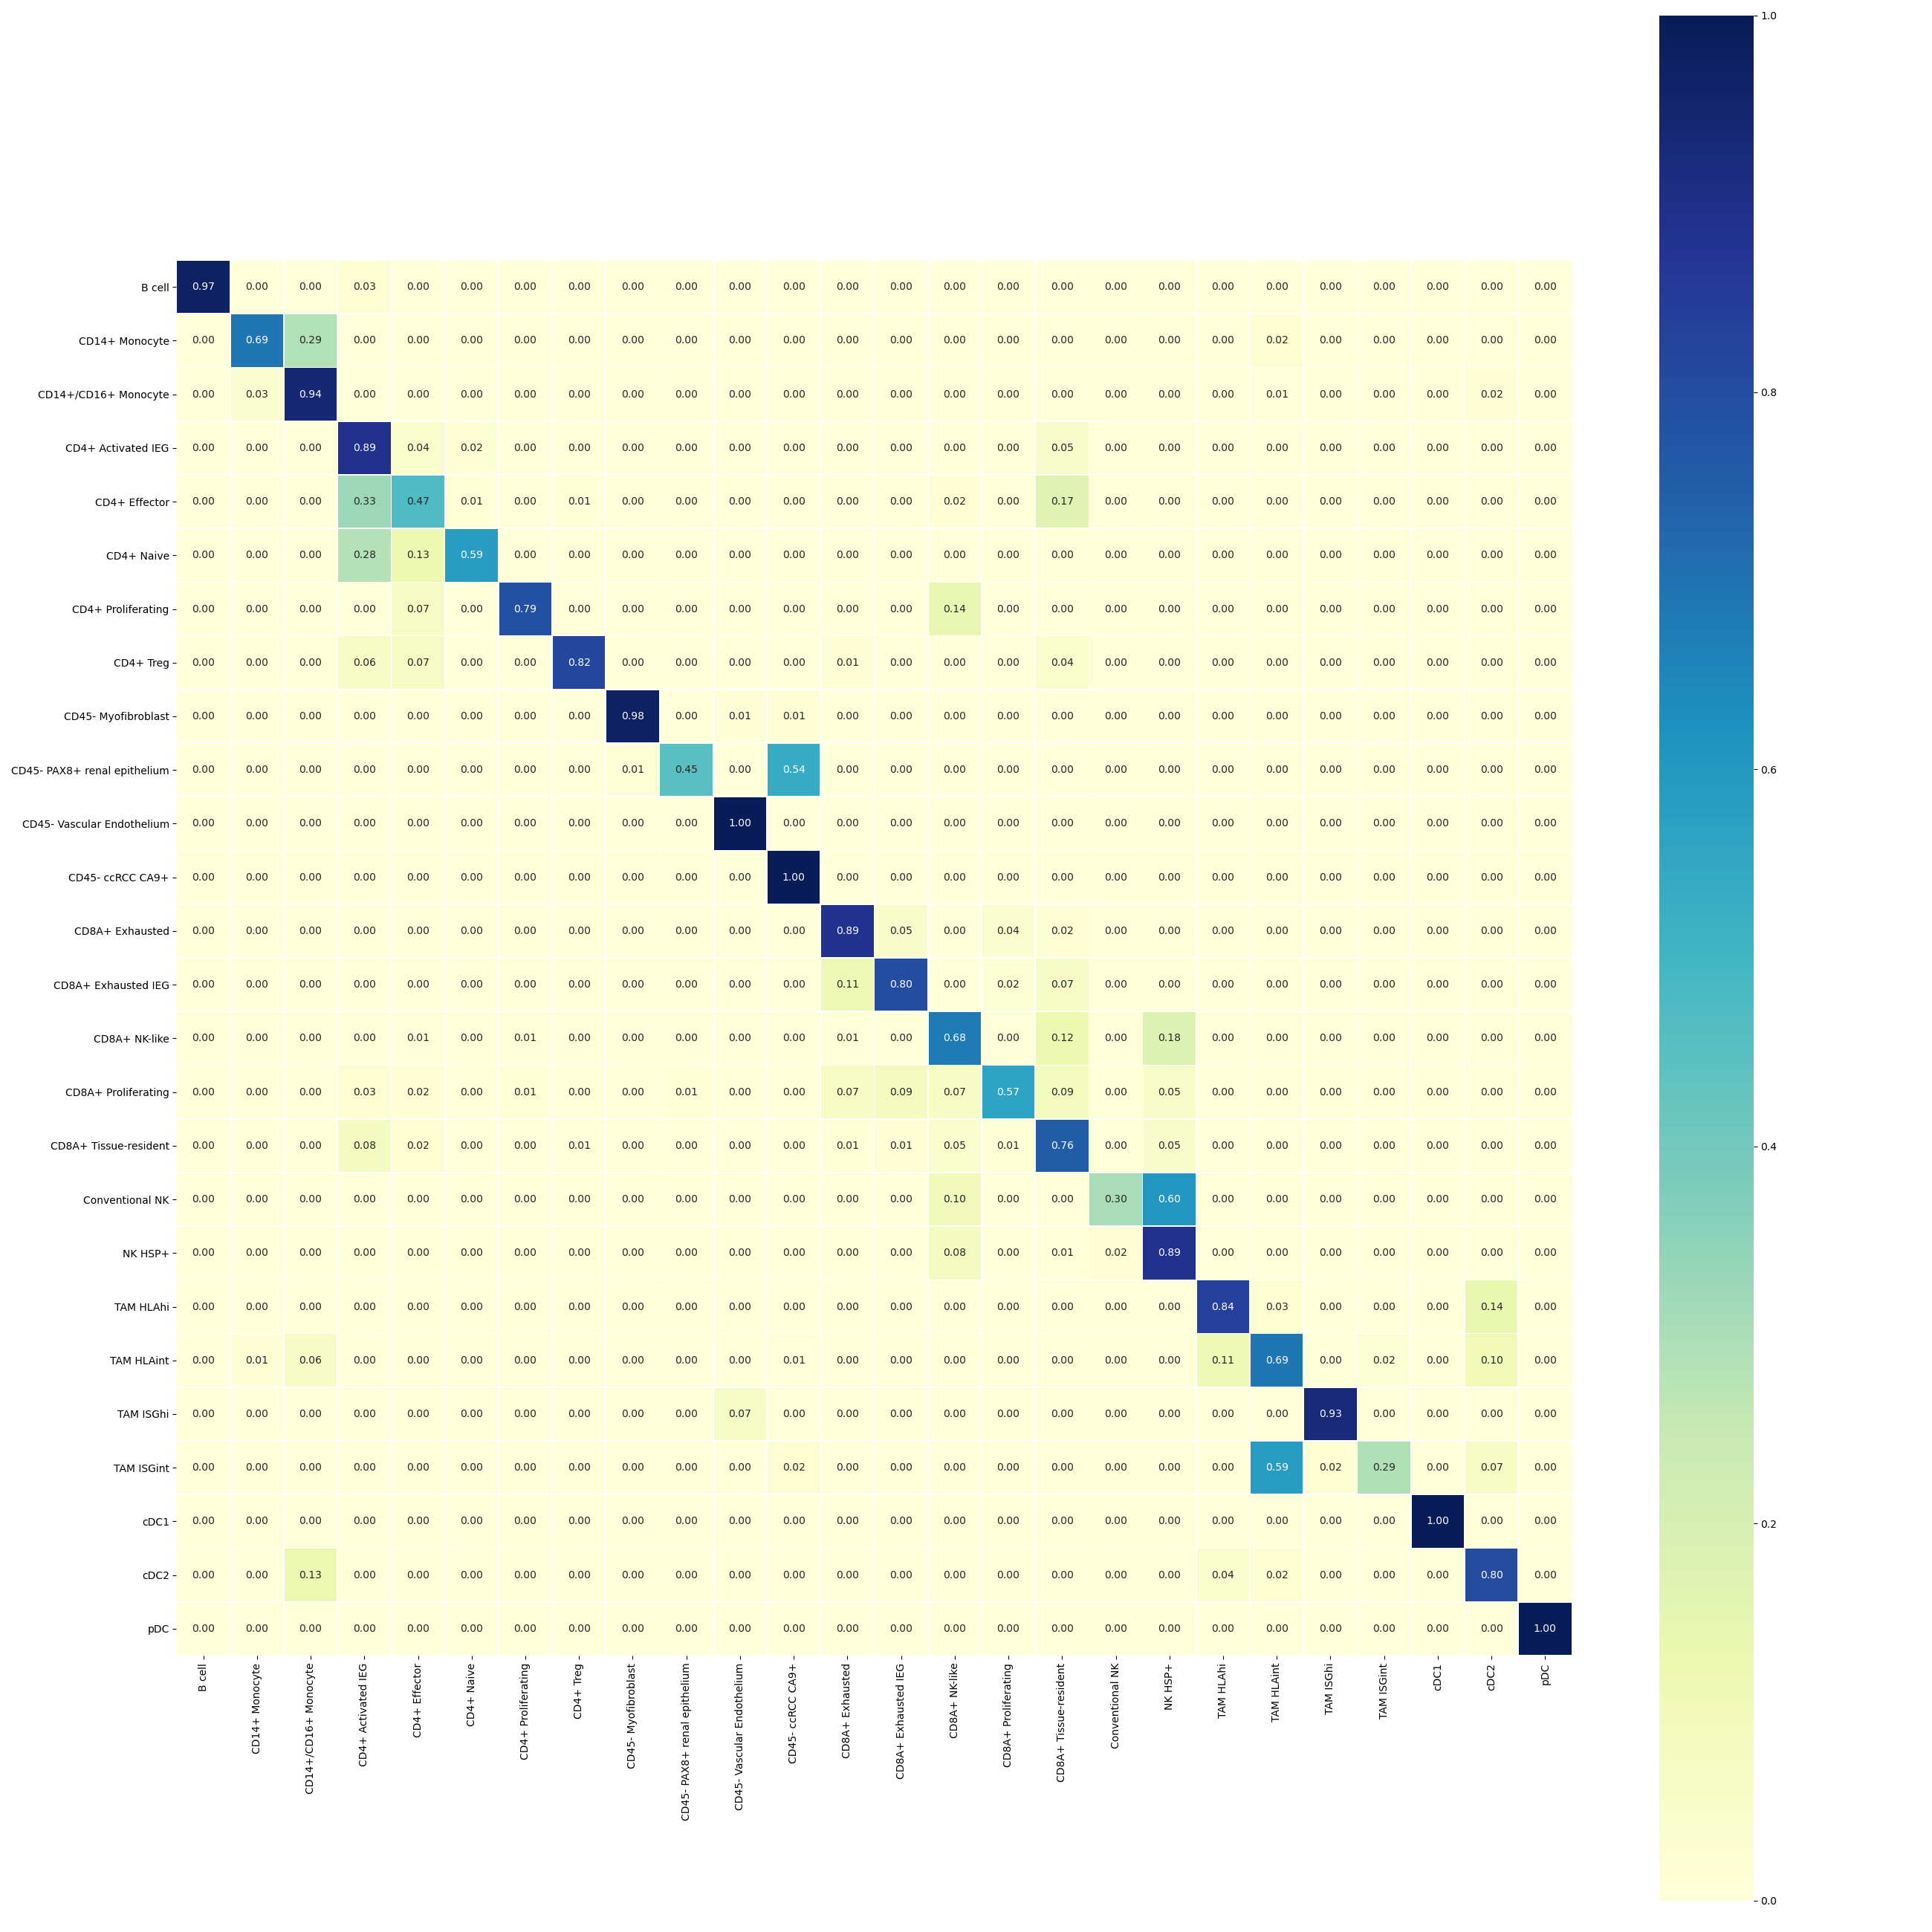 1.0
0.8
0.6
0.4
0.2
0.0
B cell 0.97 0.00 0.00 0.03 0.00 0.00 0.00 0.00 0.00 0.00 0.00 0.00 0.00 0.00 0.00 0.00 0.00 0.00 0.00 0.00 0.00 0.00 0.00 0.00 0.00 0.00
CD14+ Monocyte 0.00 0.69 0.29 0.00 0.00 0.00 0.00 0.00 0.00 0.00 0.00 0.00 0.00 0.00 0.00 0.00 0.00 0.00 0.00 0.00 0.02 0.00 0.00 0.00 0.00 0.00
CD14+/CD16+ Monocyte 0.00 0.03 0.94 0.00 0.00 0.00 0.00 0.00 0.00 0.00 0.00 0.00 0.00 0.00 0.00 0.00 0.00 0.00 0.00 0.00 0.01 0.00 0.00 0.00 0.02 0.00
CD4+ Activated IEG 0.00 0.00 0.00 0.89 0.04 0.02 0.00 0.00 0.00 0.00 0.00 0.00 0.00 0.00 0.00 0.00 0.05 0.00 0.00 0.00 0.00 0.00 0.00 0.00 0.00 0.00
CD4+ Effector 0.00 0.00 0.00 0.33 0.47 0.01 0.00 0.01 0.00 0.00 0.00 0.00 0.00 0.00 0.02 0.00 0.17 0.00 0.00 0.00 0.00 0.00 0.00 0.00 0.00 0.00
CD4+ Naive 0.00 0.00 0.00 0.28 0.13 0.59 0.00 0.00 0.00 0.00 0.00 0.00 0.00 0.00 0.00 0.00 0.00 0.00 0.00 0.00 0.00 0.00 0.00 0.00 0.00 0.00
CD4+ Proliferating 0.00 0.00 0.00 0.00 0.07 0.00 0.79 0.00 0.00 0.00 0.00 0.00 0.00 0.00 0.14 0.00 0.00 0.00 0.00 0.00 0.00 0.00 0.00 0.00 0.00 0.00
CD4+ Treg 0.00 0.00 0.00 0.06 0.07 0.00 0.00 0.82 0.00 0.00 0.00 0.00 0.01 0.00 0.00 0.00 0.04 0.00 0.00 0.00 0.00 0.00 0.00 0.00 0.00 0.00
CD45- Myofibroblast 0.00 0.00 0.00 0.00 0.00 0.00 0.00 0.00 0.98 0.00 0.01 0.01 0.00 0.00 0.00 0.00 0.00 0.00 0.00 0.00 0.00 0.00 0.00 0.00 0.00 0.00
CD45- PAX8+ renal epithelium 0.00 0.00 0.00 0.00 0.00 0.00 0.00 0.00 0.01 0.45 0.00 0.54 0.00 0.00 0.00 0.00 0.00 0.00 0.00 0.00 0.00 0.00 0.00 0.00 0.00 0.00
CD45- Vascular Endothelium 0.00 0.00 0.00 0.00 0.00 0.00 0.00 0.00 0.00 0.00 1.00 0.00 0.00 0.00 0.00 0.00 0.00 0.00 0.00 0.00 0.00 0.00 0.00 0.00 0.00 0.00
CD45- ccRCC CA9+ 0.00 0.00 0.00 0.00 0.00 0.00 0.00 0.00 0.00 0.00 0.00 1.00 0.00 0.00 0.00 0.00 0.00 0.00 0.00 0.00 0.00 0.00 0.00 0.00 0.00 0.00
CD8A+ Exhausted 0.00 0.00 0.00 0.00 0.00 0.00 0.00 0.00 0.00 0.00 0.00 0.00 0.89 0.05 0.00 0.04 0.02 0.00 0.00 0.00 0.00 0.00 0.00 0.00 0.00 0.00
CD8A+ Exhausted IEG 0.00 0.00 0.00 0.00 0.00 0.00 0.00 0.00 0.00 0.00 0.00 0.00 0.11 0.80 0.00 0.02 0.07 0.00 0.00 0.00 0.00 0.00 0.00 0.00 0.00 0.00
CD8A+ NK-like 0.00 0.00 0.00 0.00 0.01 0.00 0.01 0.00 0.00 0.00 0.00 0.00 0.01 0.00 0.68 0.00 0.12 0.00 0.18 0.00 0.00 0.00 0.00 0.00 0.00 0.00
CD8A+ Proliferating 0.00 0.00 0.00 0.03 0.02 0.00 0.01 0.00 0.00 0.01 0.00 0.00 0.07 0.09 0.07 0.57 0.09 0.00 0.05 0.00 0.00 0.00 0.00 0.00 0.00 0.00
CD8A+ Tissue-resident 0.00 0.00 0.00 0.08 0.02 0.00 0.00 0.01 0.00 0.00 0.00 0.00 0.01 0.01 0.05 0.01 0.76 0.00 0.05 0.00 0.00 0.00 0.00 0.00 0.00 0.00
Conventional NK 0.00 0.00 0.00 0.00 0.00 0.00 0.00 0.00 0.00 0.00 0.00 0.00 0.00 0.00 0.10 0.00 0.00 0.30 0.60 0.00 0.00 0.00 0.00 0.00 0.00 0.00
NK HSP+ 0.00 0.00 0.00 0.00 0.00 0.00 0.00 0.00 0.00 0.00 0.00 0.00 0.00 0.00 0.08 0.00 0.01 0.02 0.89 0.00 0.00 0.00 0.00 0.00 0.00 0.00
TAM HLAhi 0.00 0.00 0.00 0.00 0.00 0.00 0.00 0.00 0.00 0.00 0.00 0.00 0.00 0.00 0.00 0.00 0.00 0.00 0.00 0.84 0.03 0.00 0.00 0.00 0.14 0.00
TAM HLAint 0.00 0.01 0.06 0.00 0.00 0.00 0.00 0.00 0.00 0.00 0.00 0.01 0.00 0.00 0.00 0.00 0.00 0.00 0.00 0.11 0.69 0.00 0.02 0.00 0.10 0.00
TAM ISGhi 0.00 0.00 0.00 0.00 0.00 0.00 0.00 0.00 0.00 0.00 0.07 0.00 0.00 0.00 0.00 0.00 0.00 0.00 0.00 0.00 0.00 0.93 0.00 0.00 0.00 0.00
TAM ISGint 0.00 0.00 0.00 0.00 0.00 0.00 0.00 0.00 0.00 0.00 0.00 0.02 0.00 0.00 0.00 0.00 0.00 0.00 0.00 0.00 0.59 0.02 0.29 0.00 0.07 0.00
cDC1 0.00 0.00 0.00 0.00 0.00 0.00 0.00 0.00 0.00 0.00 0.00 0.00 0.00 0.00 0.00 0.00 0.00 0.00 0.00 0.00 0.00 0.00 0.00 1.00 0.00 0.00
cDC2 0.00 0.00 0.13 0.00 0.00 0.00 0.00 0.00 0.00 0.00 0.00 0.00 0.00 0.00 0.00 0.00 0.00 0.00 0.00 0.04 0.02 0.00 0.00 0.00 0.80 0.00
pDC 0.00 0.00 0.00 0.00 0.00 0.00 0.00 0.00 0.00 0.00 0.00 0.00 0.00 0.00 0.00 0.00 0.00 0.00 0.00 0.00 0.00 0.00 0.00 0.00 0.00 1.00
B cell
CD14+ Monocyte
CD14+/CD16+ Monocyte
CD4+ Activated IEG
CD4+ Effector
CD4+ Naive
CD4+ Proliferating
CD4+ Treg
CD45- Myofibroblast
CD45- PAX8+ renal epithelium
CD45- Vascular Endothelium
CD45- ccRCC CA9+
CD8A+ Exhausted
CD8A+ Exhausted IEG
CD8A+ NK-like
CD8A+ Proliferating
CD8A+ Tissue-resident
Conventional NK
NK HSP+
TAM HLAhi
TAM HLAint
TAM ISGhi
TAM ISGint
cDC1
cDC2
pDC